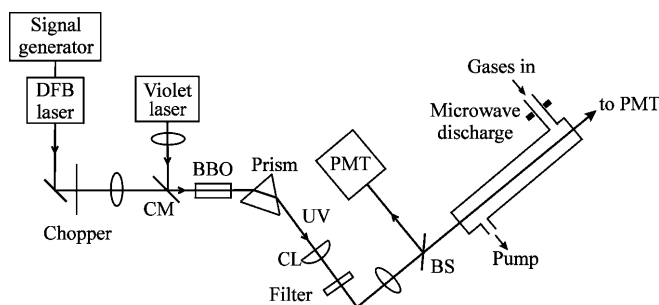 Signal
generator
DFB
laser
Violet
laser
Gases in
Microwave
discharge
to PMT
BBO
Prism
PMT
CM
UV
Chopper
CL
BS
Pump
Filter